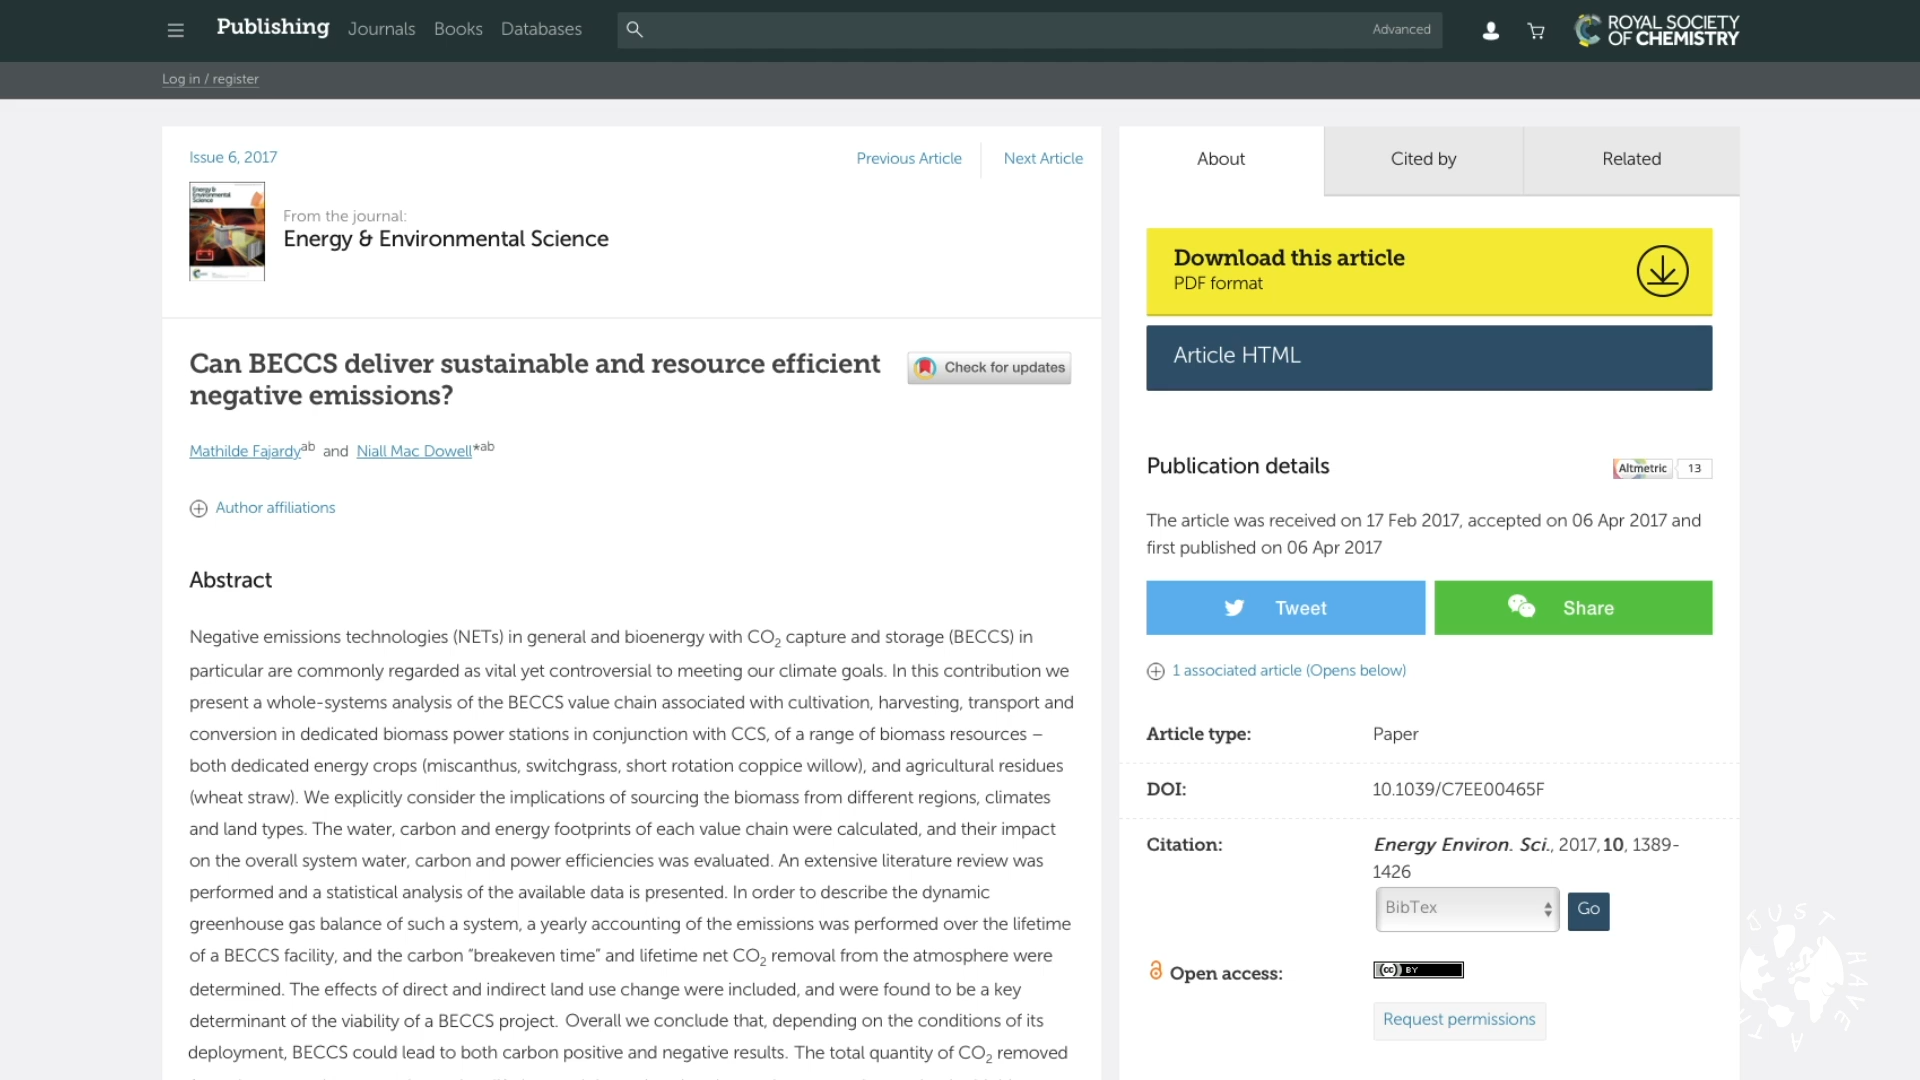 Publishing Journals Books Databases Advanced ROYAL SOCIETY
OF CHEMISTRY
Log in / register
Issue 6, 2017 Previous Article Next Article
From the journal:
Energy & Environmental Science
Can BECCS deliver sustainable and resource efficient
negative emissions?
Check for updates
Mathilde Fajardyab and Niall Mac Dowell*ab
Author affiliations
Abstract
Negative emissions technologies (NETs) in general and bioenergy with CO2 capture and storage (BECCS) in
particular are commonly regarded as vital yet controversial to meeting our climate goals. In this contribution we
present a whole-systems analysis of the BECCS value chain associated with cultivation, harvesting, transport and
conversion in dedicated biomass power stations in conjunction with CCS, of a range of biomass resources –
both dedicated energy crops (miscanthus, switchgrass, short rotation coppice willow), and agricultural residues
(wheat straw). We explicitly consider the implications of sourcing the biomass from different regions, climates
and land types. The water, carbon and energy footprints of each value chain were calculated, and their impact
on the overall system water, carbon and power efficiencies was evaluated. An extensive literature review was
performed and a statistical analysis of the available data is presented. In order to describe the dynamic
greenhouse gas balance of such a system, a yearly accounting of the emissions was performed over the lifetime
of a BECCS facility, and the carbon “breakeven time” and lifetime net CO2 removal from the atmosphere were
determined. The effects of direct and indirect land use change were included, and were found to be a key
determinant of the viability of a BECCS project. Overall we conclude that, depending on the conditions of its
deployment, BECCS could lead to both carbon positive and negative results. The total quantity of CO2 removed
About Cited by Related
Download this article
PDF format
Article HTML
Publication details
Altmetric 13
The article was received on 17 Feb 2017, accepted on 06 Apr 2017 and
first published on 06 Apr 2017
Tweet Share
1 associated article (Opens below)
Article type: Paper
DOI: 10.1039/C7EE00465F
Citation: Energy Environ. Sci., 2017, 10, 1389-
1426
BibTex Go
Open access: (cc) BY
Request permissions
JUST HAVE A